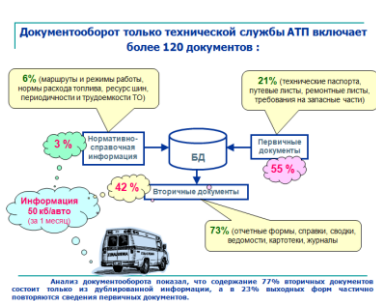 Документооборот только технической службы АТП включает
более 120 документов :
6% (маршруты и режимы работы,
нормы расхода топлива, ресурс шин,
периодичности и трудоемкости ТО)
21% (технические паспорта,
путевые листы, ремонтные листы,
требования на запасные части)
3 %
Нормативно-
справочная
информация
БД
Первичные
документы
55 %
42 %
Вторичные документы
Информация
50 кб/авто
(за 1 месяц)
73% (отчетные формы, справки, сводки,
ведомости, картотеки, журналы)
Анализ документооборота показал, что содержание 77% вторичных документов
состоит только из дублированной информации, а в 23% выходных форм частично
повторяются сведения первичных документов.